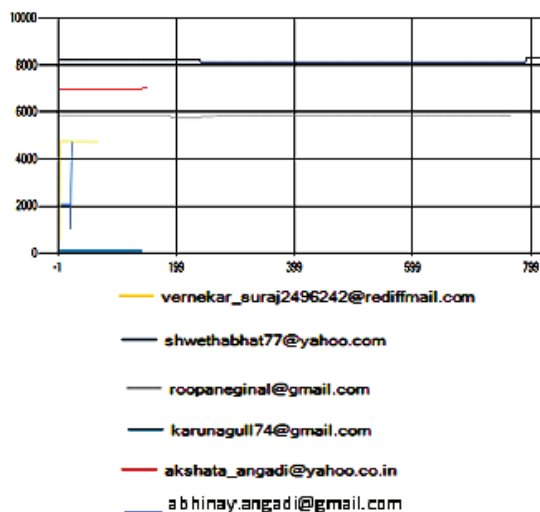 10000
8000
6000
4000
2000
0
-1 199 399 599 799
vernekar_suraj2496242@rediffmail.com
shwethabhat77@yahoo.com
roopaneginal@gmail.com
karunagull74@gmail.com
akshata_angadi@yahoo.co.in
abhinay.angadi@gmail.com